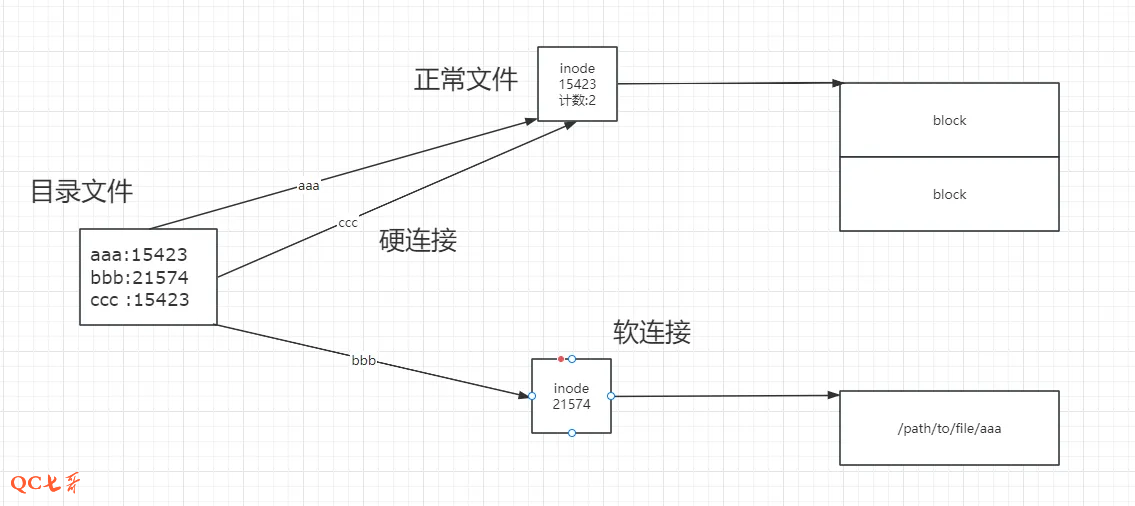 正常文件
inode
15423
计数:2
block
block
aaa
ccc
目录文件
硬连接
aaa:15423
bbb:21574
ccc :15423
软连接
bbb
inode
21574
/path/to/file/aaa
QC七哥